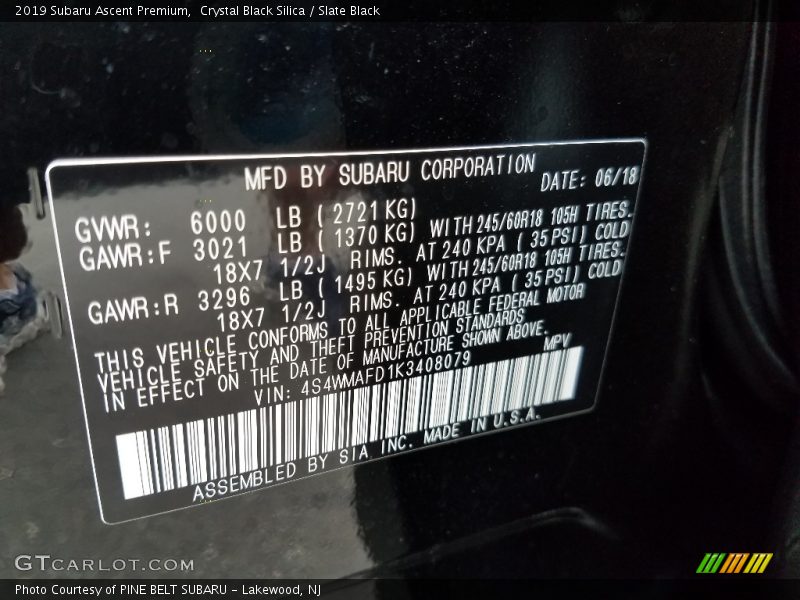 2019 Subaru Ascent Premium,  Crystal Black Silica / Slate Black
MFD BY SUBARU CORPORATION
DATE: 06/18
GVWR: 6000 LB ( 2721 KG)
GAWR:F 3021 LB ( 1370 KG) WITH 245/60R18 105H TIRES.
18X7 1/2J RIMS. AT 240 KPA ( 35 PSI) COLD
GAWR:R 3296 LB ( 1495 KG) WITH 245/60R18 105H TIRES.
18X7 1/2J RIMS. AT 240 KPA ( 35 PSI) COLD
THIS VEHICLE CONFORMS TO ALL APPLICABLE FEDERAL MOTOR
VEHICLE SAFETY AND THEFT PREVENTION STANDARDS
IN EFFECT ON THE DATE OF MANUFACTURE SHOWN ABOVE.
VIN: 4S4WMAFD1K3408079 MPV
ASSEMBLED BY SIA INC. MADE IN U.S.A.
GTCARLOT.COM
Photo Courtesy of PINE BELT SUBARU - Lakewood, NJ